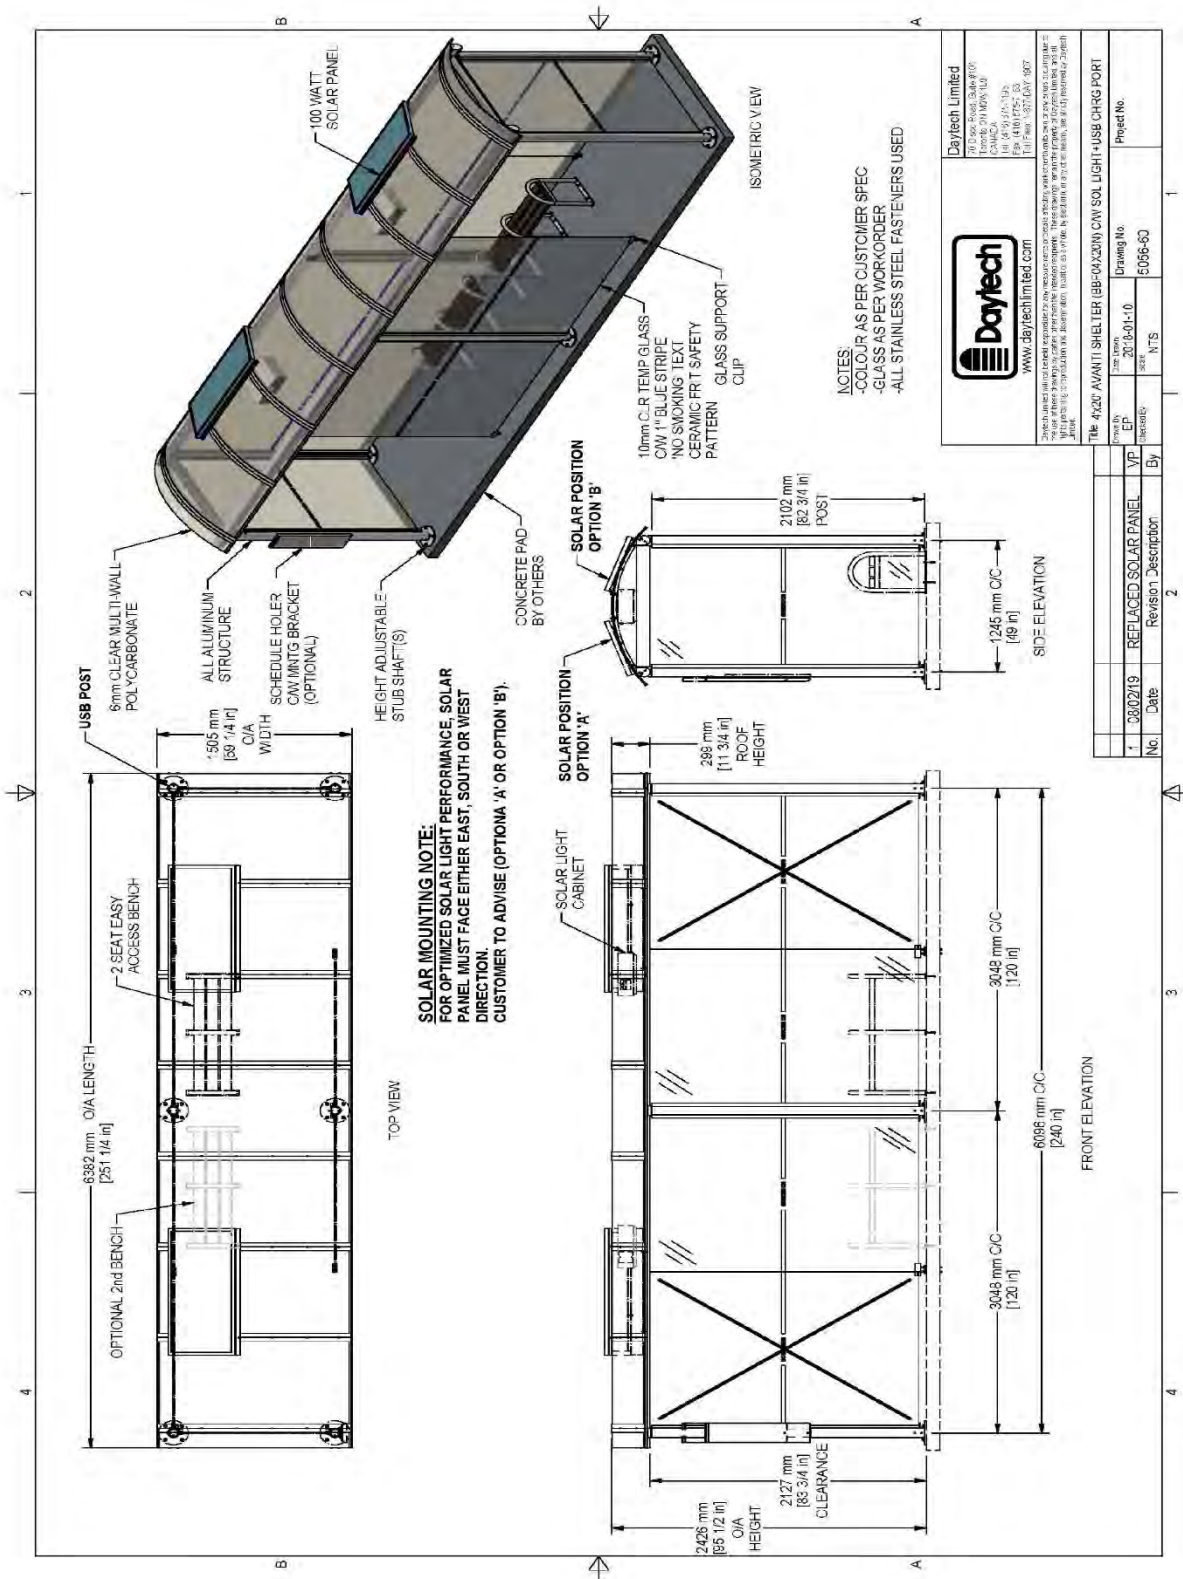 4
3
2
1
B
A
6382 mm O/A LENGTH
[251 1/4 in]
OPTIONAL 2nd BENCH
2 SEAT EASY
ACCESS BENCH
USB POST
1505 mm
[59 1/4 in]
O/A
WIDTH
TOP VIEW
6mm CLEAR MULTI-WALL
POLYCARBONATE
ALL ALUMINUM
STRUCTURE
SCHEDULE HOLER
C/W MNTG BRACKET
(OPTIONAL)
HEIGHT ADJUSTABLE
STUB SHAFT(S)
CONCRETE PAD
BY OTHERS
100 WATT
SOLAR PANEL
10mm CLR TEMP GLASS
C/W 1" BLUE STRIPE
'NO SMOKING' TEXT
CERAMIC FRIT SAFETY
PATTERN
GLASS SUPPORT
CLIP
ISOMETRIC VIEW
SOLAR MOUNTING NOTE:
FOR OPTIMIZED SOLAR LIGHT PERFORMANCE, SOLAR
PANEL MUST FACE EITHER EAST, SOUTH OR WEST
DIRECTION.
CUSTOMER TO ADVISE (OPTIONA 'A' OR OPTION 'B').
2426 mm
[95 1/2 in]
O/A
HEIGHT
2127 mm
[83 3/4 in]
CLEARANCE
SOLAR LIGHT
CABINET
299 mm
[11 3/4 in]
ROOF
HEIGHT
3048 mm C/C
[120 in]
3048 mm C/C
[120 in]
6096 mm C/C
[240 in]
FRONT ELEVATION
SOLAR POSITION
OPTION 'A'
SOLAR POSITION
OPTION 'B'
2102 mm
[82 3/4 in]
POST
1245 mm C/C
[49 in]
SIDE ELEVATION
NOTES:
-COLOUR AS PER CUSTOMER SPEC
-GLASS AS PER WORKORDER
-ALL STAINLESS STEEL FASTENERS USED
1 08/02/19 REPLACED SOLAR PANEL VP
No. Date Revision Description By
Daytech
www.daytechlimited.com
Daytech Limited
CANADA
Title 4'x20' AVANTI SHELTER (BBF04X20N) C/W SOL LIGHT+USB CHRG PORT
Drawn By
EP
Date Drawn
2018-01-10
Drawing No.
5056-60
Project No.
Checked By
Scale
NTS
4
3
2
1
B
A